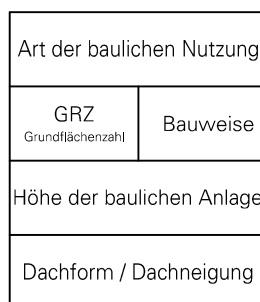 Art der baulichen Nutzung
GRZ
Grundflächenzahl
Bauweise
Höhe der baulichen Anlage
Dachform / Dachneigung